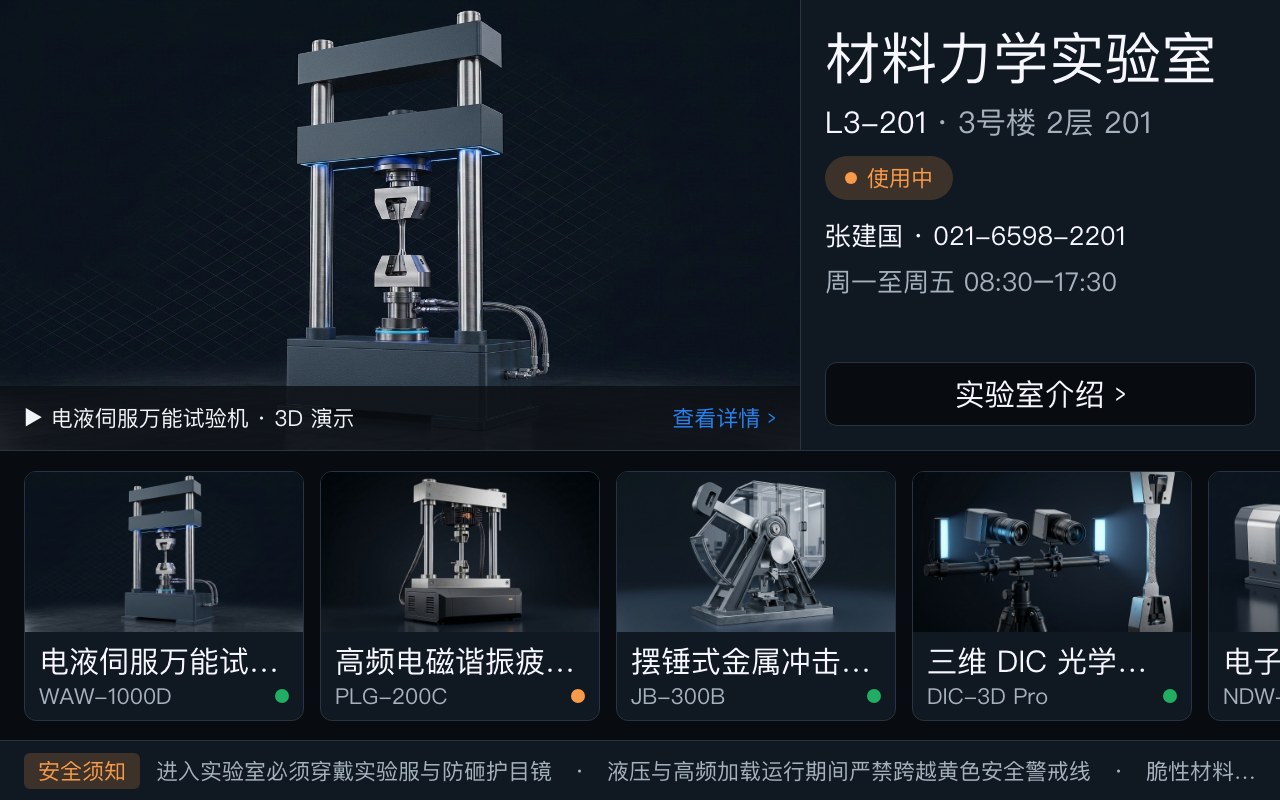 材料力学实验室
L3-201 · 3号楼 2层 201
使用中
张建国 · 021-6598-2201
周一至周五 08:30—17:30
实验室介绍 ›
▶ 电液伺服万能试验机 · 3D 演示
查看详情 ›
电液伺服万能试…
WAW-1000D
高频电磁谐振疲…
PLG-200C
摆锤式金属冲击…
JB-300B
三维 DIC 光学…
DIC-3D Pro
电子
NDW-
安全须知
进入实验室必须穿戴实验服与防砸护目镜 · 液压与高频加载运行期间严禁跨越黄色安全警戒线 · 脆性材料…